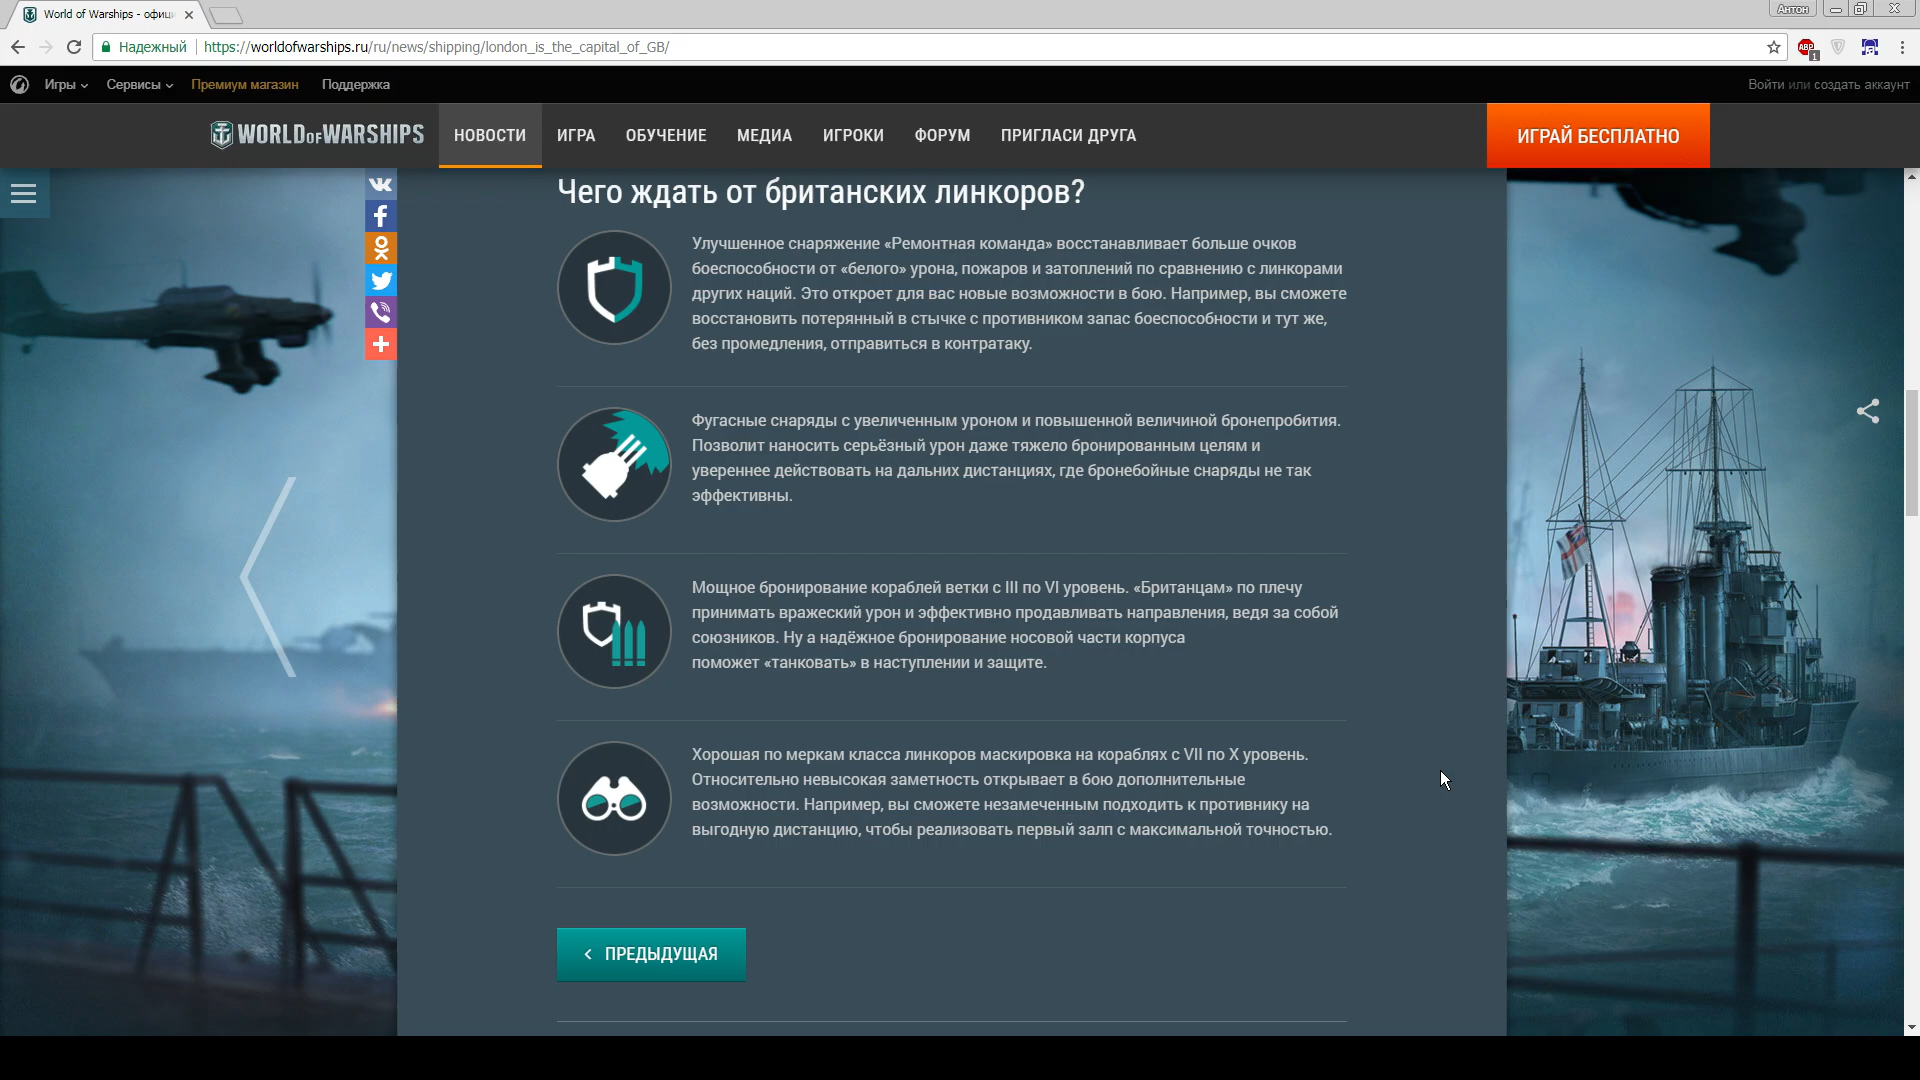 World of Warships - офиц
Антон
Надежный
https://worldofwarships.ru/ru/news/shipping/london_is_the_capital_of_GB/
ABP
1
Игры
Сервисы
Премиум магазин
Поддержка
Войти или создать аккаунт
WORLD OF WARSHIPS
НОВОСТИ
ИГРА
ОБУЧЕНИЕ
МЕДИА
ИГРОКИ
ФОРУМ
ПРИГЛАСИ ДРУГА
ИГРАЙ БЕСПЛАТНО
Чего ждать от британских линкоров?
Улучшенное снаряжение «Ремонтная команда» восстанавливает больше очков
боеспособности от «белого» урона, пожаров и затоплений по сравнению с линкорами
других наций. Это откроет для вас новые возможности в бою. Например, вы сможете
восстановить потерянный в стычке с противником запас боеспособности и тут же,
без промедления, отправиться в контратаку.
Фугасные снаряды с увеличенным уроном и повышенной величиной бронепробития.
Позволит наносить серьёзный урон даже тяжело бронированным целям и
увереннее действовать на дальних дистанциях, где бронебойные снаряды не так
эффективны.
Мощное бронирование кораблей ветки с III по VI уровень. «Британцам» по плечу
принимать вражеский урон и эффективно продавливать направления, ведя за собой
союзников. Ну а надёжное бронирование носовой части корпуса
поможет «танковать» в наступлении и защите.
Хорошая по меркам класса линкоров маскировка на кораблях с VII по X уровень.
Относительно невысокая заметность открывает в бою дополнительные
возможности. Например, вы сможете незамеченным подходить к противнику на
выгодную дистанцию, чтобы реализовать первый залп с максимальной точностью.
ПРЕДЫДУЩАЯ